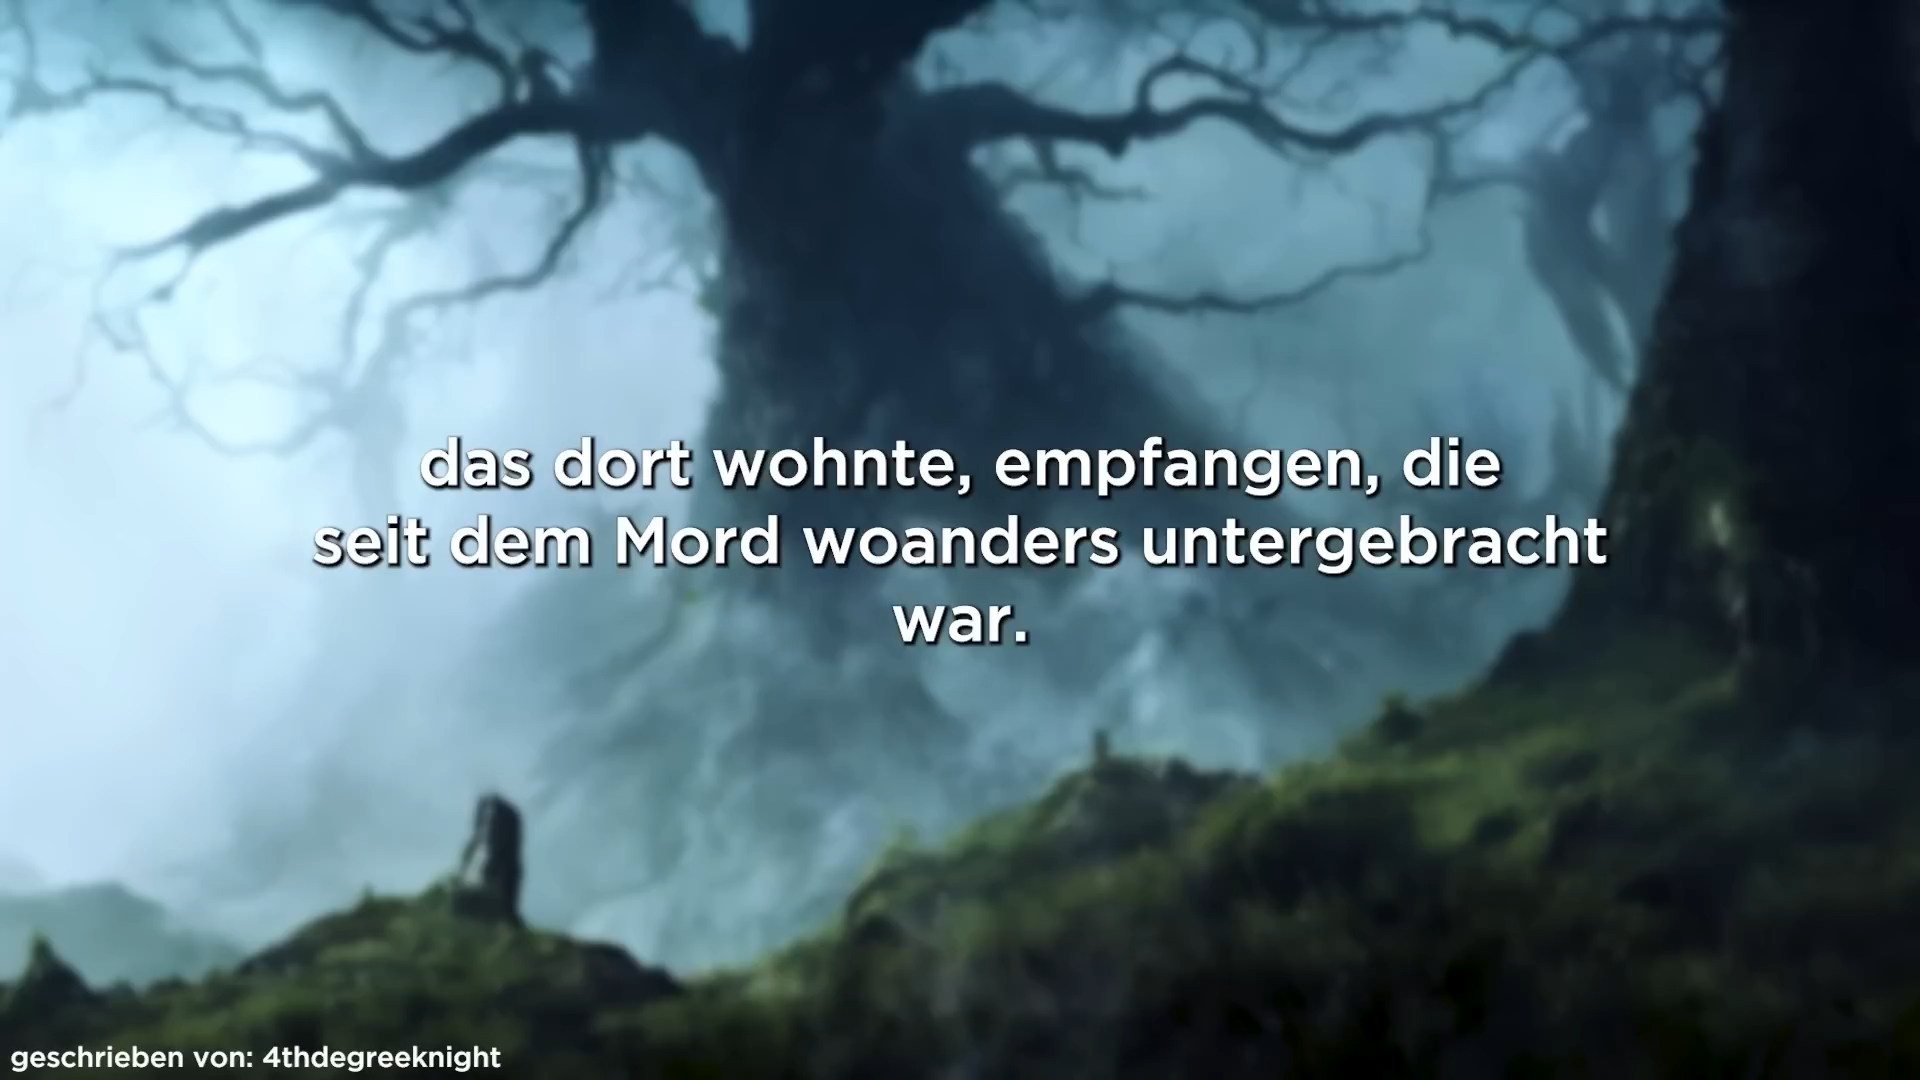 das dort wohnte, empfangen, die
seit dem Mord woanders untergebracht
war.
geschrieben von: 4thdegreeknight